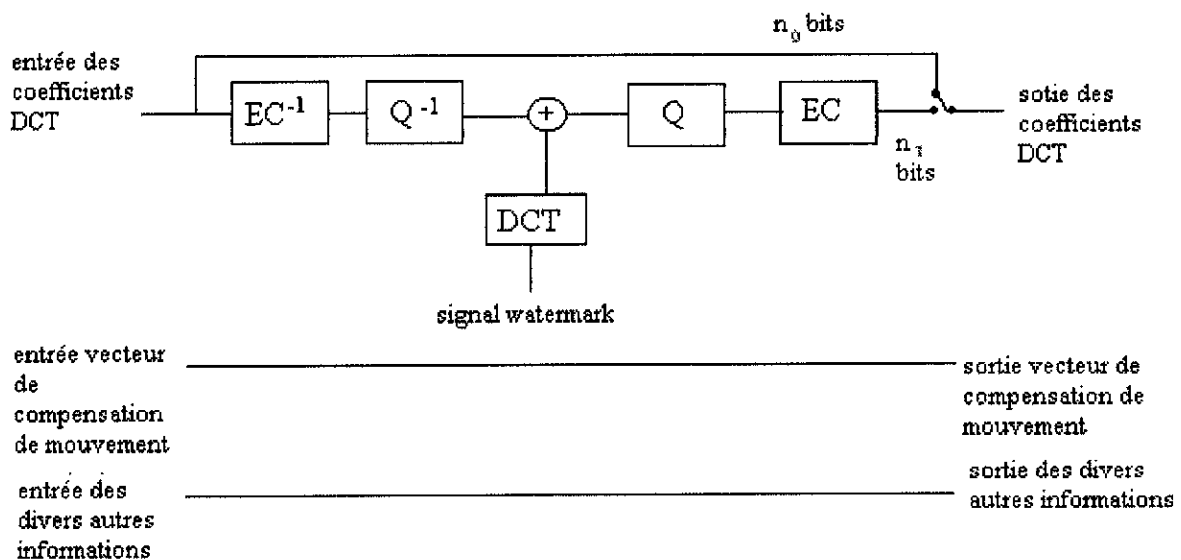 n₀ bits
entrée des
coefficients
DCT
EC⁻¹
Q⁻¹
+
Q
EC
sotie des
coefficients
DCT
n₁
bits
DCT
signal watermark
entrée vecteur
de
compensation
de mouvement
sortie vecteur de
compensation de
mouvement
entrée des
divers autres
informations
sortie des divers
autres informations